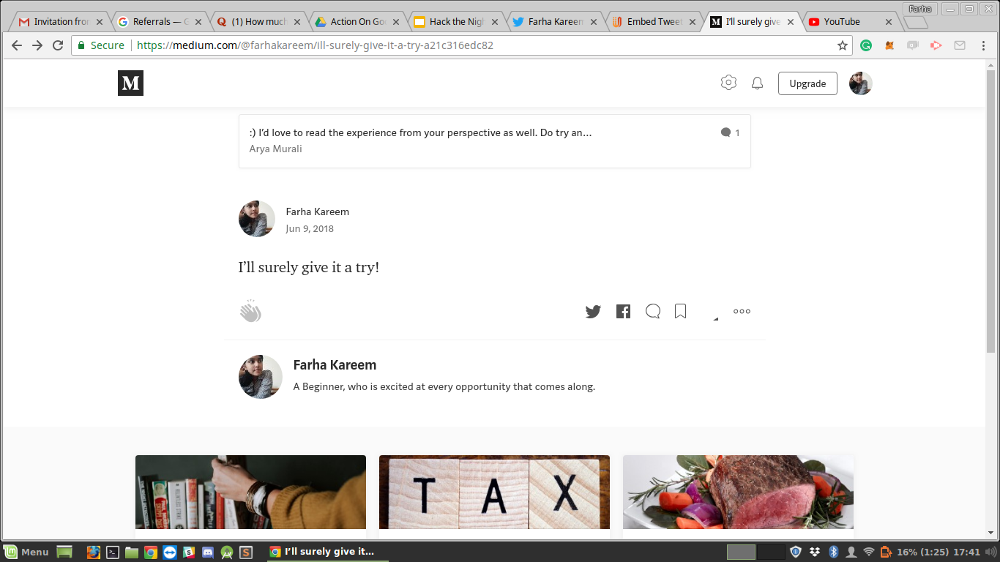 Farha
Invitation from
Referrals — G
(1) How much
Action On Go
Hack the Nigh
Farha Kareem
Embed Tweet
I'll surely give
YouTube
Secure
https://medium.com/@farhakareem/ill-surely-give-it-a-try-a21c316edc82
M
Upgrade
:) I’d love to read the experience from your perspective as well. Do try an…
1
Arya Murali
Farha Kareem
Jun 9, 2018
I’ll surely give it a try!
Farha Kareem
A Beginner, who is excited at every opportunity that comes along.
TAX
Menu
I’ll surely give it...
16% (1:25) 17:41